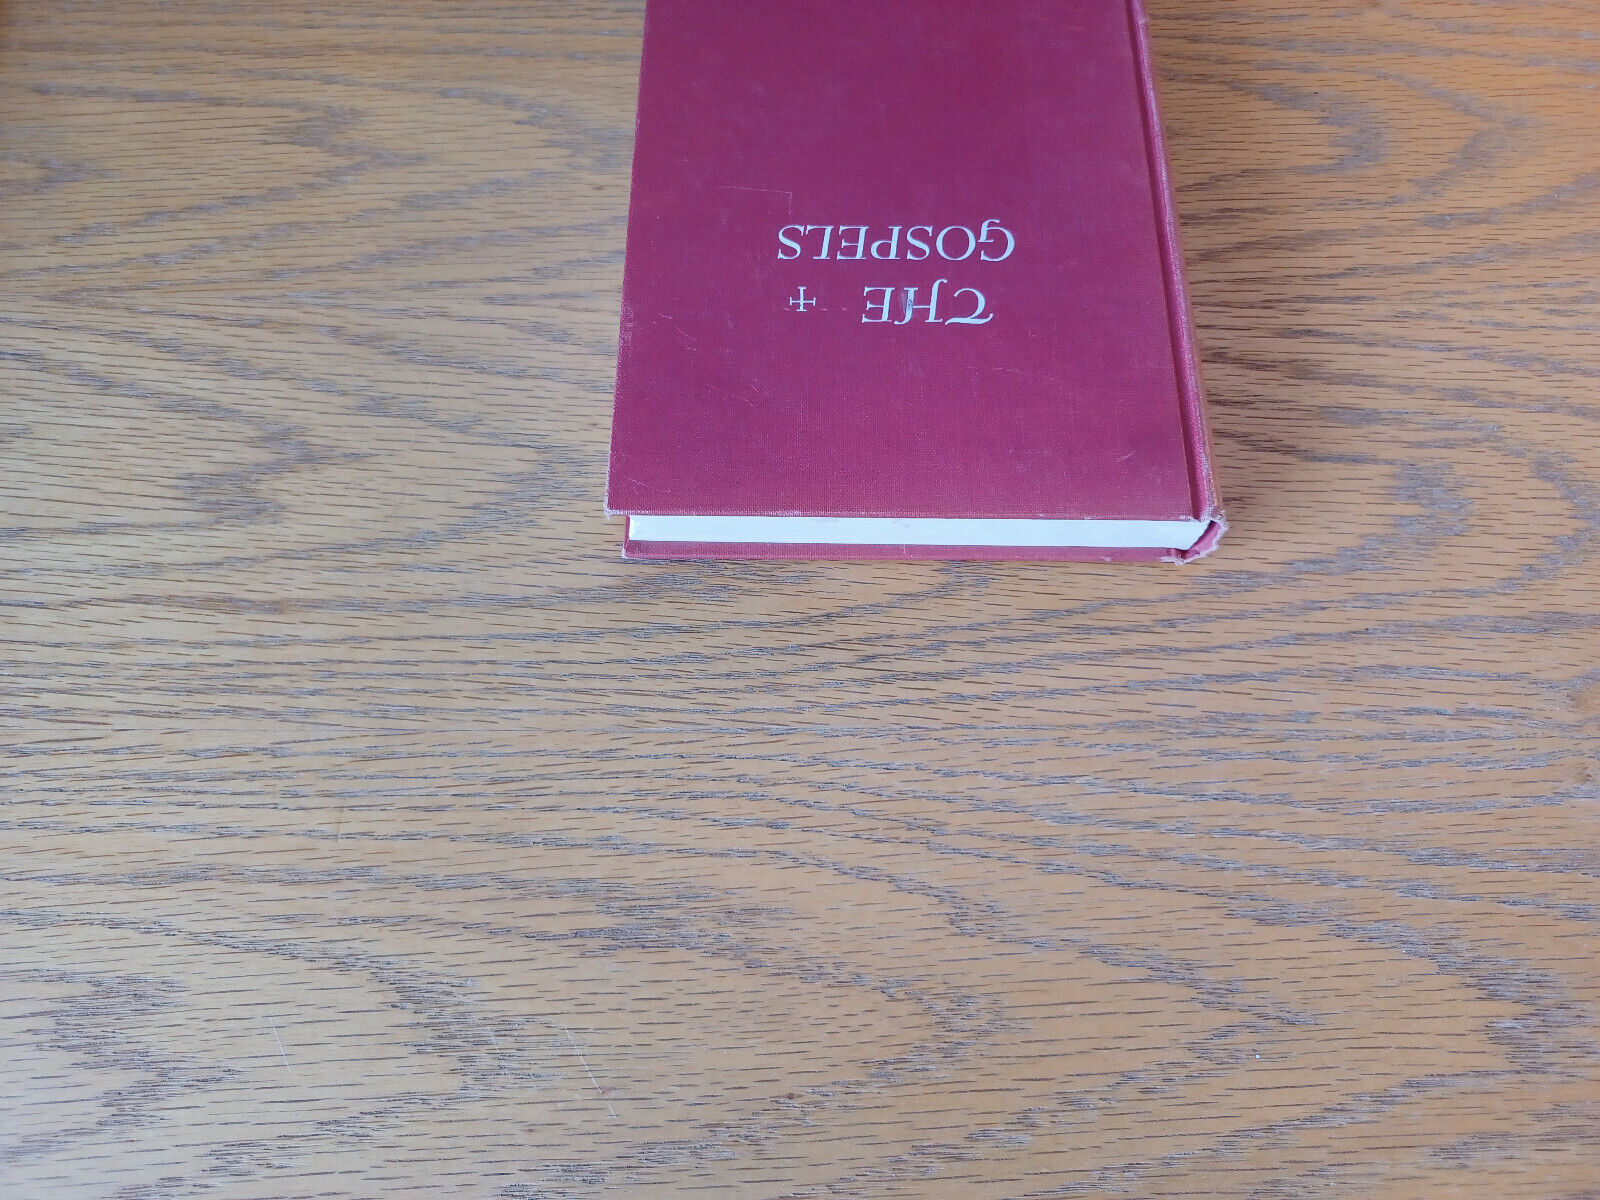 THE +
GOSPELS